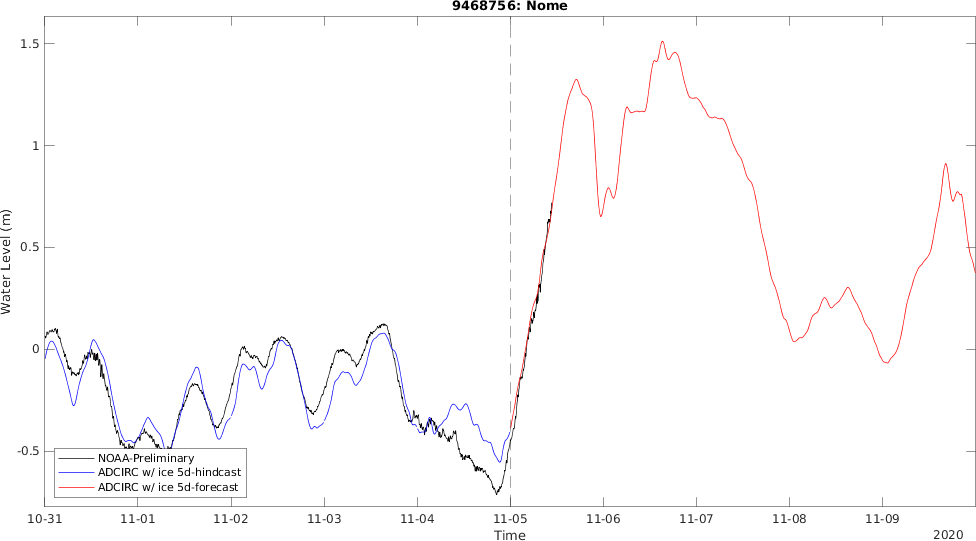 9468756: Nome
Water Level (m)
1.5
1
0.5
0
-0.5
NOAA-Preliminary
ADCIRC w/ ice 5d-hindcast
ADCIRC w/ ice 5d-forecast
10-31 11-01 11-02 11-03 11-04 11-05 11-06 11-07 11-08 11-09
Time
2020